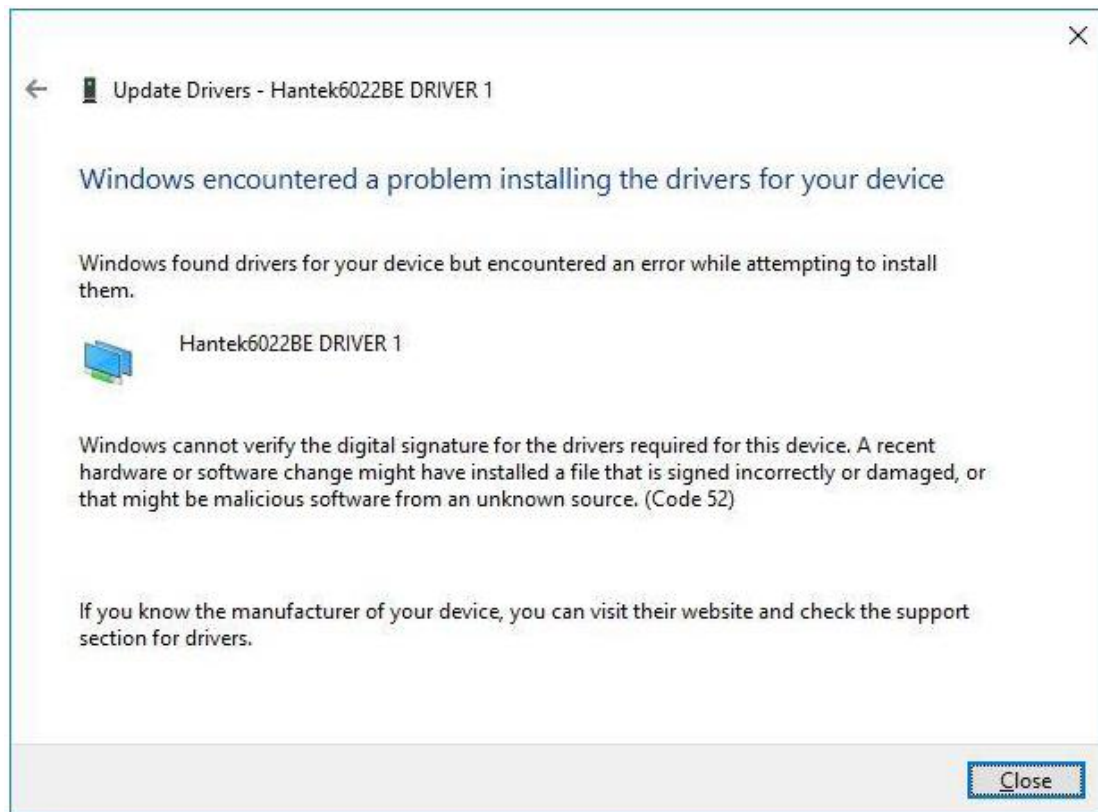 Update Drivers - Hantek6022BE DRIVER 1
Windows encountered a problem installing the drivers for your device
Windows found drivers for your device but encountered an error while attempting to install
them.
Hantek6022BE DRIVER 1
Windows cannot verify the digital signature for the drivers required for this device. A recent
hardware or software change might have installed a file that is signed incorrectly or damaged, or
that might be malicious software from an unknown source. (Code 52)
If you know the manufacturer of your device, you can visit their website and check the support
section for drivers.
Close